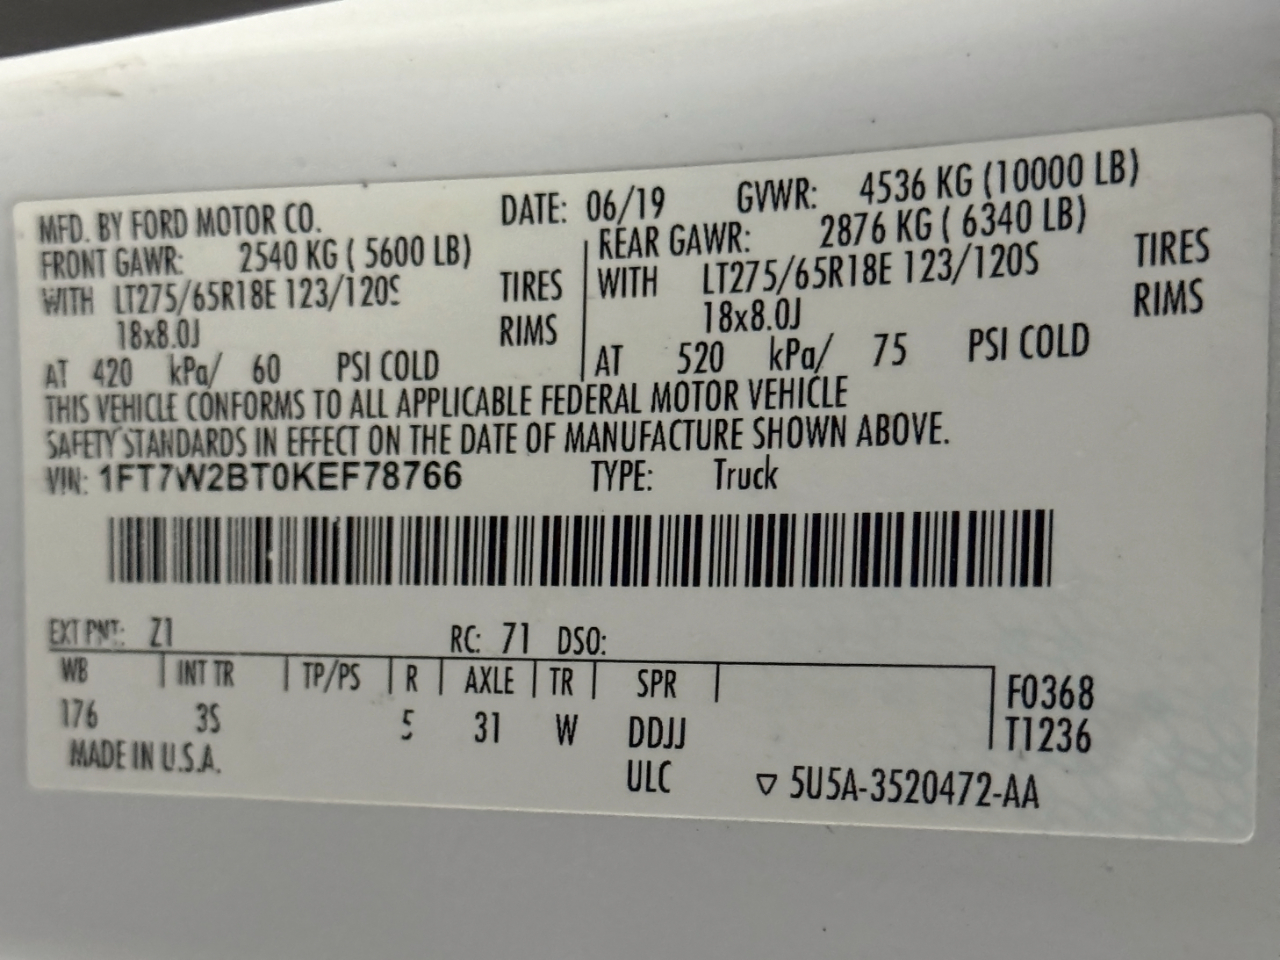 MFD. BY FORD MOTOR CO. DATE: 06/19 GVWR: 4536 KG (10000 LB)
FRONT GAWR: 2540 KG ( 5600 LB) REAR GAWR: 2876 KG ( 6340 LB)
WITH LT275/65R18E 123/120S TIRES WITH LT275/65R18E 123/120S TIRES
18x8.0J RIMS 18x8.0J RIMS
AT 420 kPa/ 60 PSI COLD AT 520 kPa/ 75 PSI COLD
THIS VEHICLE CONFORMS TO ALL APPLICABLE FEDERAL MOTOR VEHICLE
SAFETY STANDARDS IN EFFECT ON THE DATE OF MANUFACTURE SHOWN ABOVE.
VIN: 1FT7W2BT0KEF78766 TYPE: Truck
EXT PNT: Z1 RC: 71 DSO:
WB INT TR TP/PS R AXLE TR SPR F0368
176 3S 5 31 W DDJJ T1236
MADE IN U.S.A. ULC ▽ 5U5A-3520472-AA